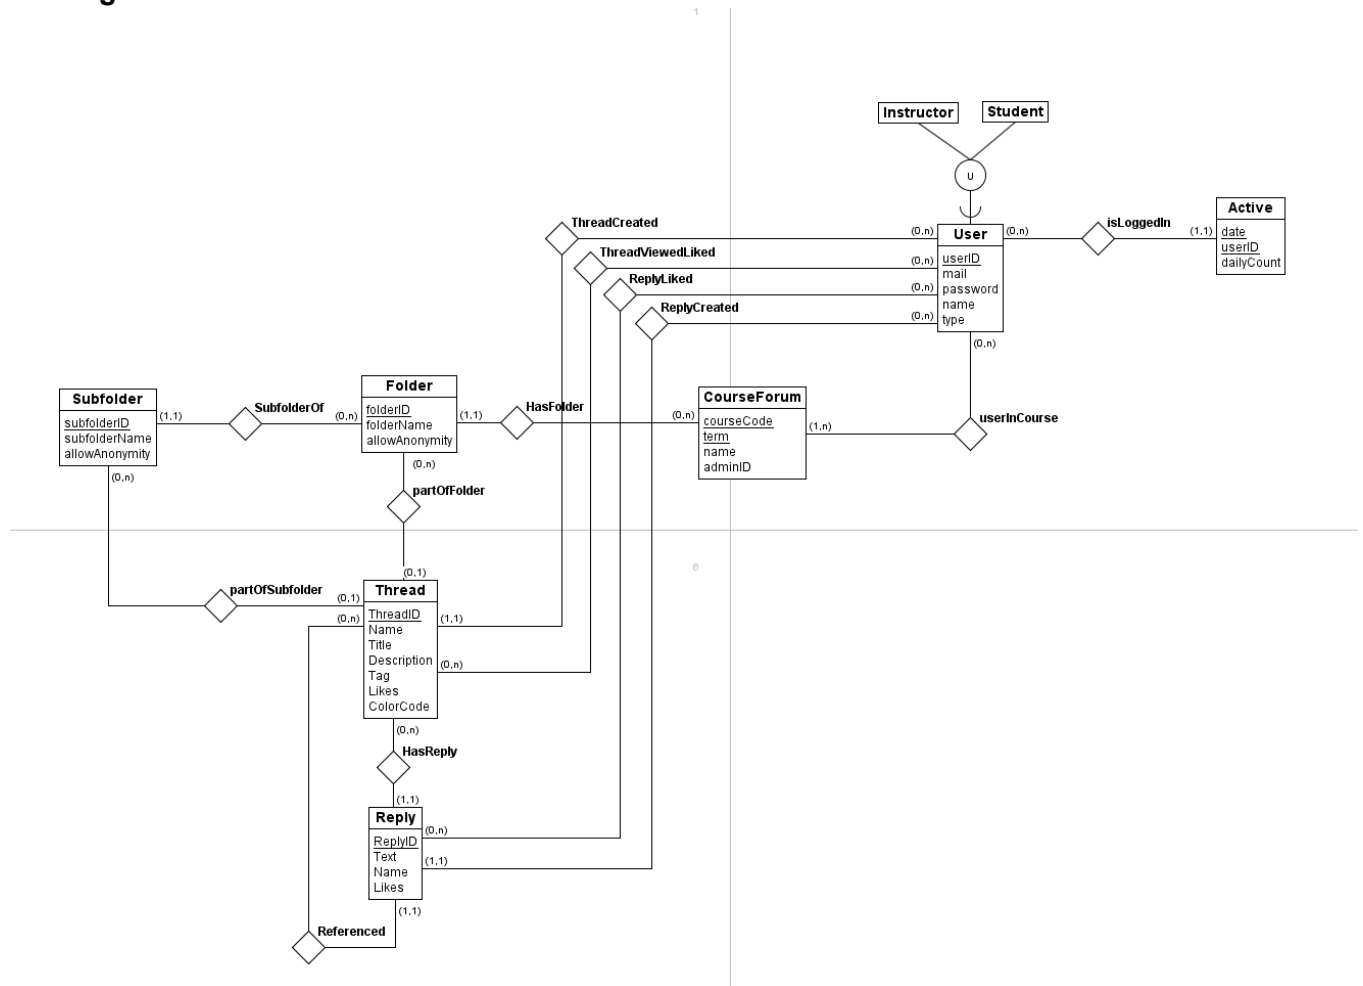 g
1
Instructor
Student
u
ThreadCreated
ThreadViewedLiked
ReplyLiked
ReplyCreated
(0,n)
(0,n)
(0,n)
(0,n)
User
userID
mail
password
name
type
(0,n)
isLoggedIn
(1,1)
Active
date
userID
dailyCount
(0,n)
userInCourse
Subfolder
subfolderID
subfolderName
allowAnonymity
(1,1)
SubfolderOf
(0,n)
Folder
folderID
folderName
allowAnonymity
(1,1)
HasFolder
(0,n)
CourseForum
courseCode
term
name
adminID
(1,n)
(0,n)
(0,n)
partOfFolder
6
(0,1)
partOfSubfolder
(0,1)
(0,n)
Thread
ThreadID
Name
Title
Description
Tag
Likes
ColorCode
(1,1)
(0,n)
(0,n)
HasReply
(1,1)
Reply
ReplyID
Text
Name
Likes
(0,n)
(1,1)
(1,1)
Referenced